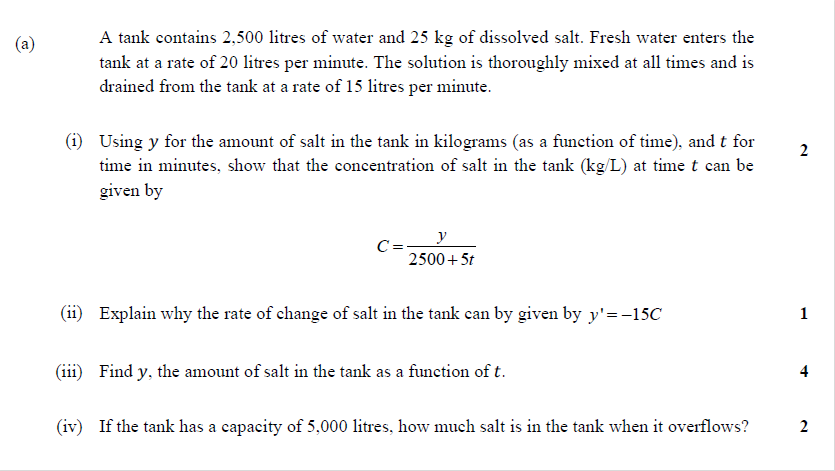 (a) A tank contains 2,500 litres of water and 25 kg of dissolved salt. Fresh water enters the
tank at a rate of 20 litres per minute. The solution is thoroughly mixed at all times and is
drained from the tank at a rate of 15 litres per minute.
(i) Using y for the amount of salt in the tank in kilograms (as a function of time), and t for
time in minutes, show that the concentration of salt in the tank (kg/L) at time t can be
given by
2
C = y / 2500 + 5t
(ii) Explain why the rate of change of salt in the tank can by given by y' = –15C 1
(iii) Find y, the amount of salt in the tank as a function of t. 4
(iv) If the tank has a capacity of 5,000 litres, how much salt is in the tank when it overflows? 2